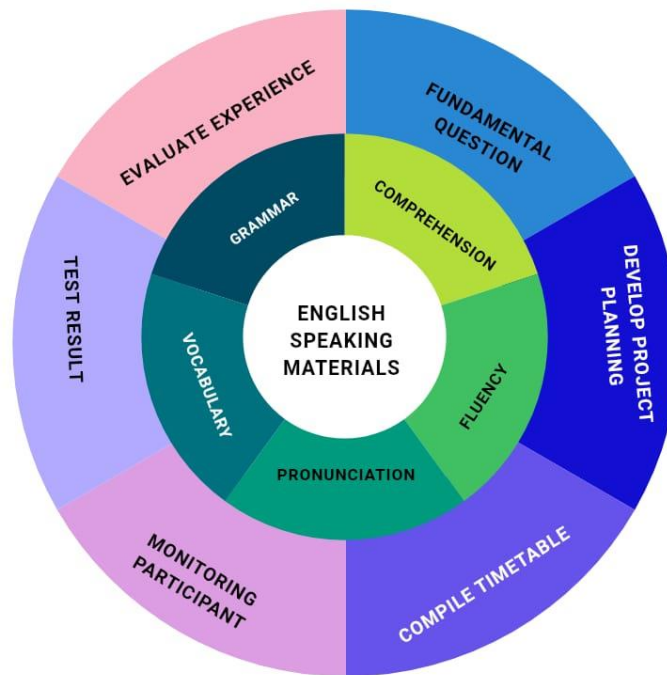 FUNDAMENTAL
QUESTION
DEVELOP PROJECT
PLANNING
COMPILE TIMETABLE
MONITORING
PARTICIPANT
TEST RESULT
EVALUATE EXPERIENCE
COMPREHENSION
FLUENCY
PRONUNCIATION
VOCABULARY
GRAMMAR
ENGLISH
SPEAKING
MATERIALS